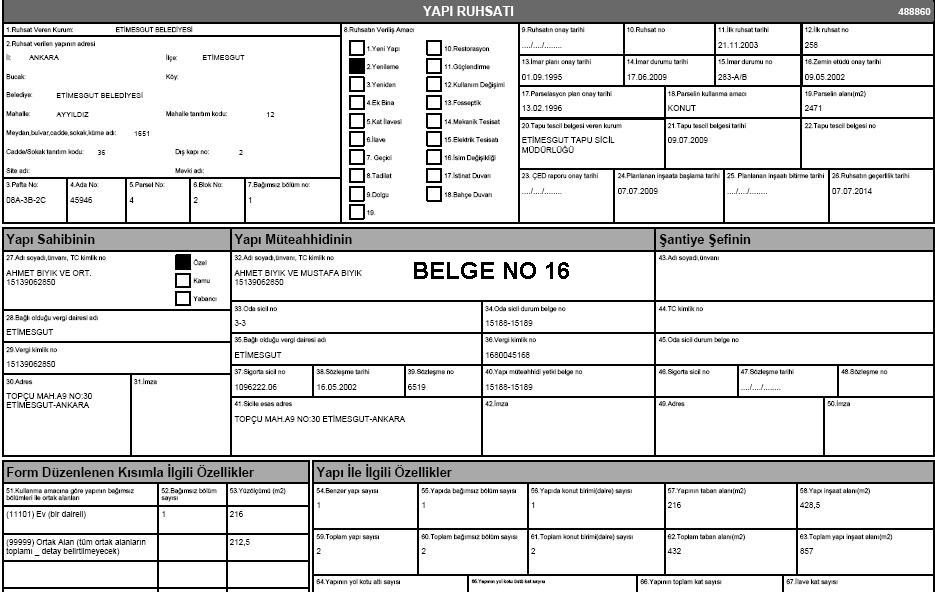 YAPI RUHSATI
488860
1.Ruhsat Veren Kurum: ETİMESGUT BELEDİYESİ
2.Ruhsat verilen yapının adresi
İl: ANKARA İlçe: ETİMESGUT
Bucak: Köy:
Belediye: ETİMESGUT BELEDİYESİ
Mahalle: AYYILDIZ Mahalle tanıtım kodu: 12
Meydan,bulvar,cadde,sokak,küme adı: 1651
Cadde/Sokak tanıtım kodu: 36 Dış kapı no: 2
Site adı: Mevki adı:
3.Pafta No: 4.Ada No: 5.Parsel No: 6.Blok No: 7.Bağımsız bölüm no:
08A-3B-2C 45946 4 2 1
8.Ruhsatın Veriliş Amacı
1.Yeni Yapı 10.Restorasyon
2.Yenileme 11.Güçlendirme
3.Yeniden 12.Kullanım Değişimi
4.Ek Bina 13.Fosseptik
5.Kat İlavesi 14.Mekanik Tesisat
6.İlave 15.Elektrik Tesisatı
7. Geçici 16.İsim Değişikliği
8.Tadilat 17.İstinat Duvarı
9.Dolgu 18.Bahçe Duvarı
19.
9.Ruhsatın onay tarihi 10.Ruhsat no 11.İlk ruhsat tarihi 12.İlk ruhsat no
..../..../........ 21.11.2003 258
13.İmar planı onay tarihi 14.İmar durumu tarihi 15.İmar durumu no 16.Zemin etüdü onay tarihi
01.09.1995 17.06.2009 283-A/B 09.05.2002
17.Parselasyon plan onay tarihi 18.Parselin kullanma amacı 19.Parselin alanı(m2)
13.02.1996 KONUT 2471
20.Tapu tescil belgesi veren kurum 21.Tapu tescil belgesi tarihi 22.Tapu tescil belgesi no
ETİMESGUT TAPU SİCİL 09.07.2009
MÜDÜRLÜĞÜ
23. ÇED raporu onay tarihi 24.Planlanan inşaata başlama tarihi 25. Planlanan inşaatı bitirme tarihi 26.Ruhsatın geçerlilik tarihi
..../..../........ 07.07.2009 ..../..../........ 07.07.2014
Yapı Sahibinin
27.Adı soyadı,ünvanı, TC kimlik no
AHMET BIYIK VE ORT.
15139062850
Özel
Kamu
Yabancı
28.Bağlı olduğu vergi dairesi adı
ETİMESGUT
29.Vergi kimlik no
15139062850
30.Adres 31.İmza
TOPÇU MAH.A9 NO:30
ETİMESGUT-ANKARA
Yapı Müteahhidinin
32.Adı soyadı,ünvanı, TC kimlik no
AHMET BIYIK VE MUSTAFA BIYIK
15139062850
BELGE NO 16
33.Oda sicil no 34.Oda sicil durum belge no
3-3 15188-15189
35.Bağlı olduğu vergi dairesi adı 36.Vergi kimlik no
ETİMESGUT 1680045168
37.Sigorta sicil no 38.Sözleşme tarihi 39.Sözleşme no 40.Yapı müteahhidi yetki belge no
1096222.06 16.05.2002 6519 15188-15189
41.Sicile esas adres 42.İmza
TOPÇU MAH.A9 NO:30 ETİMESGUT-ANKARA
Şantiye Şefinin
43.Adı soyadı,ünvanı
44.TC kimlik no
45.Oda sicil durum belge no
46.Sigorta sicil no 47.Sözleşme tarihi 48.Sözleşme no
..../..../........
49.Adres 50.İmza
Form Düzenlenen Kısımla İlgili Özellikler
51.Kullanma amacına göre yapının bağımsız 52.Bağımsız bölüm 53.Yüzölçümü (m2)
bölümleri ile ortak alanları sayısı
(11101) Ev (bir daireli) 1 216
(99999) Ortak Alan (tüm ortak alanların 212,5
toplamı _ detay belirtilmeyecek)
Yapı İle İlgili Özellikler
54.Benzer yapı sayısı 55.Yapıda bağımsız bölüm sayısı 56.Yapıda konut birimi(daire) sayısı 57.Yapının taban alanı(m2) 58.Yapı inşaat alanı(m2)
1 1 1 216 428,5
59.Toplam yapı sayısı 60.Toplam bağımsız bölüm sayısı 61.Toplam konut birimi(daire) sayısı 62.Toplam taban alanı(m2) 63.Toplam yapı inşaat alanı(m2)
2 2 2 432 857
64.Yapının yol kotu altı sayısı 65.Yapının yol kotu üstü kat sayısı 66.Yapının toplam kat sayısı 67.İlave kat sayısı